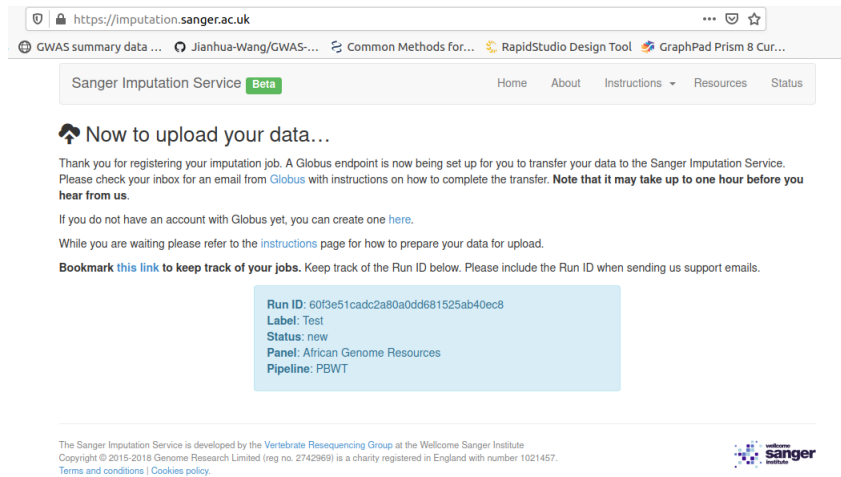 https://imputation.sanger.ac.uk
GWAS summary data ... Jianhua-Wang/GWAS-... Common Methods for... RapidStudio Design Tool GraphPad Prism 8 Cur...
Sanger Imputation Service Beta Home About Instructions Resources Status
Now to upload your data...
Thank you for registering your imputation job. A Globus endpoint is now being set up for you to transfer your data to the Sanger Imputation Service.
Please check your inbox for an email from Globus with instructions on how to complete the transfer. Note that it may take up to one hour before you
hear from us.
If you do not have an account with Globus yet, you can create one here.
While you are waiting please refer to the instructions page for how to prepare your data for upload.
Bookmark this link to keep track of your jobs. Keep track of the Run ID below. Please include the Run ID when sending us support emails.
Run ID: 60f3e51cadc2a80a0dd681525ab40ec8
Label: Test
Status: new
Panel: African Genome Resources
Pipeline: PBWT
The Sanger Imputation Service is developed by the Vertebrate Resequencing Group at the Wellcome Sanger Institute
Copyright © 2015-2018 Genome Research Limited (reg no. 2742969) is a charity registered in England with number 1021457.
Terms and conditions | Cookies policy.
wellcome
sanger
institute